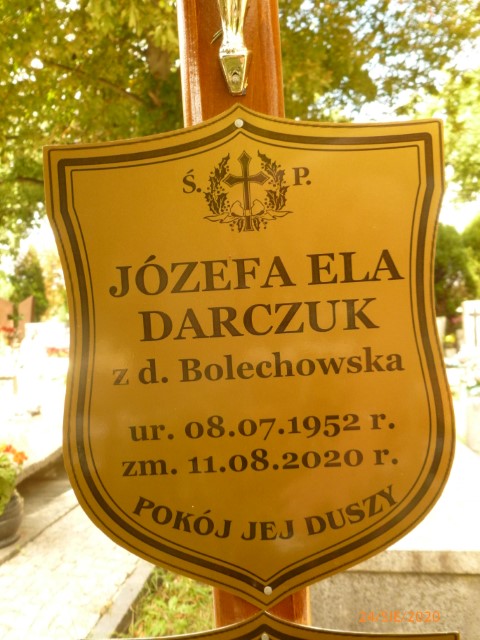 Ś. P.
JÓZEFA ELA
DARCZUK
z d. Bolechowska
ur. 08.07.1952 r.
zm. 11.08.2020 r.
POKÓJ JEJ DUSZY